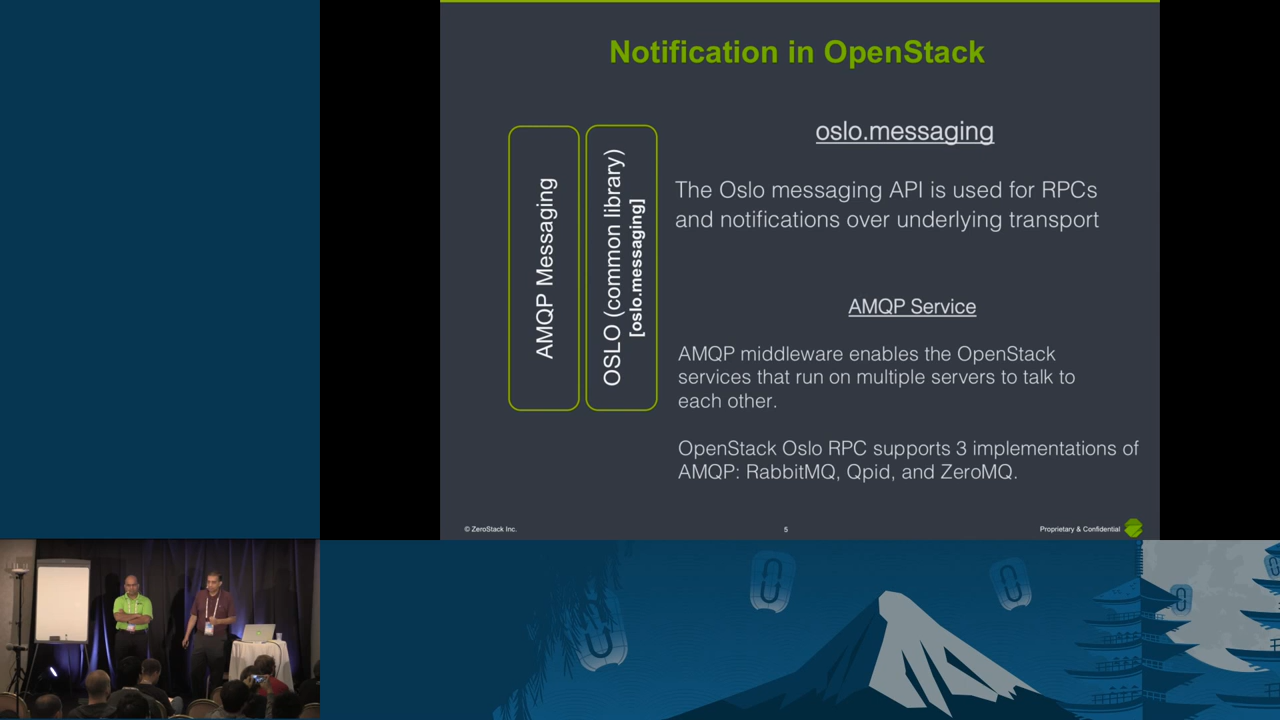 Notification in OpenStack
AMQP Messaging
OSLO (common library)
[oslo.messaging]
oslo.messaging
The Oslo messaging API is used for RPCs
and notifications over underlying transport
AMQP Service
AMQP middleware enables the OpenStack
services that run on multiple servers to talk to
each other.
OpenStack Oslo RPC supports 3 implementations of
AMQP: RabbitMQ, Qpid, and ZeroMQ.
© ZeroStack Inc.
5
Proprietary & Confidential